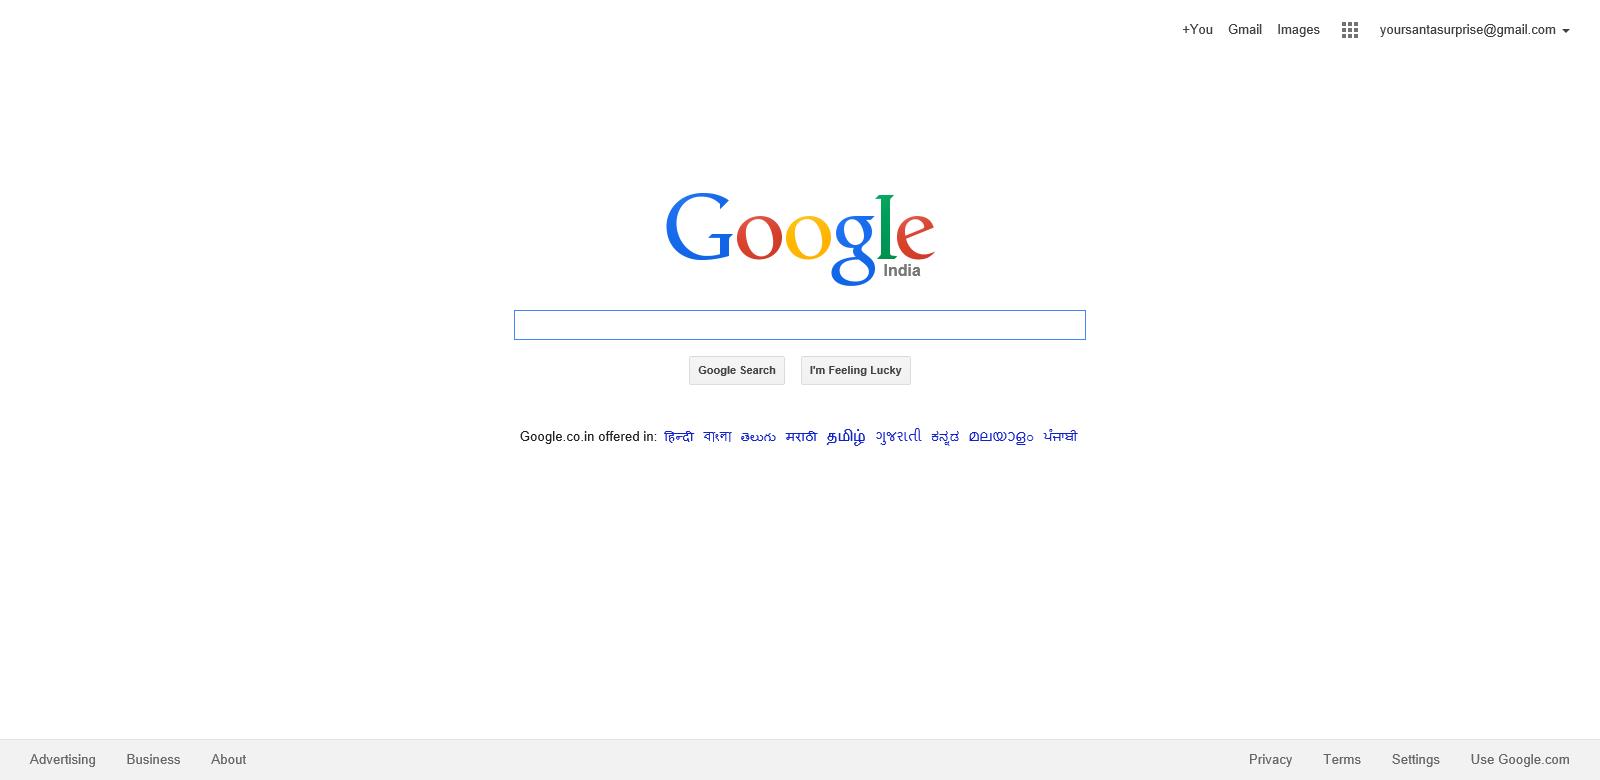 +You Gmail Images yoursantasurprise@gmail.com
Google
India
Google Search I'm Feeling Lucky
Google.co.in offered in: हिन्दी বাংলা తెలుగు मराठी தமிழ் ગુજરાતી ಕನ್ನಡ മലയാളം ਪੰਜਾਬੀ
Advertising Business About Privacy Terms Settings Use Google.com